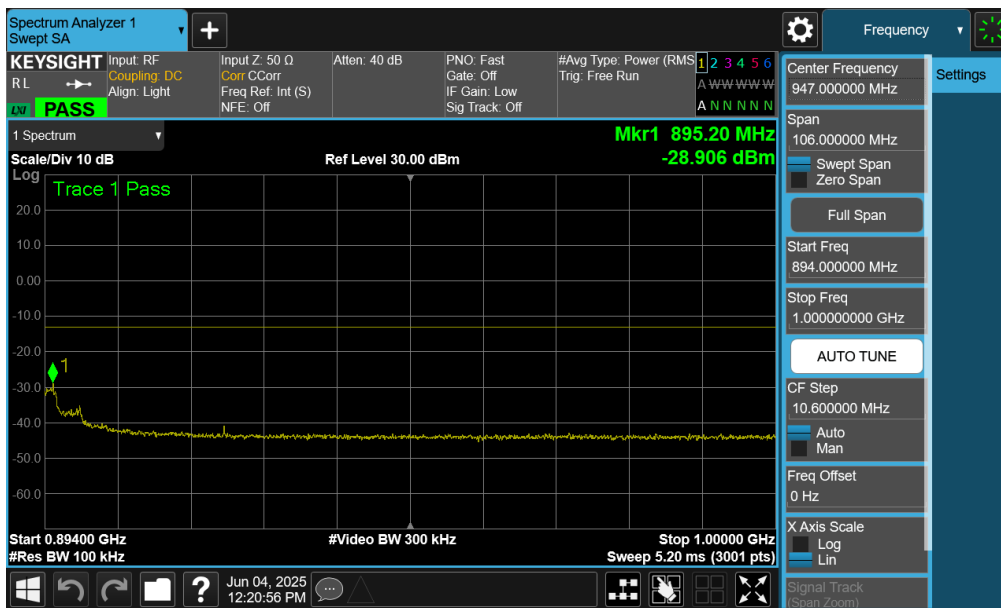 Spectrum Analyzer 1
Swept SA
Frequency
KEYSIGHT
R L
LXI
PASS
Input: RF
Coupling: DC
Align: Light
Input Z: 50 Ω
Corr CCorr
Freq Ref: Int (S)
NFE: Off
Atten: 40 dB
PNO: Fast
Gate: Off
IF Gain: Low
Sig Track: Off
#Avg Type: Power (RMS
Trig: Free Run
1 2 3 4 5 6
A W W W W W
A N N N N N
Settings
1 Spectrum
Mkr1 895.20 MHz
Scale/Div 10 dB
Ref Level 30.00 dBm
-28.906 dBm
Log
Trace 1 Pass
20.0
10.0
0.00
-10.0
-20.0
1
-30.0
-40.0
-50.0
-60.0
Start 0.89400 GHz
#Video BW 300 kHz
Stop 1.00000 GHz
#Res BW 100 kHz
Sweep 5.20 ms (3001 pts)
Center Frequency
947.000000 MHz
Span
106.000000 MHz
Swept Span
Zero Span
Full Span
Start Freq
894.000000 MHz
Stop Freq
1.000000000 GHz
AUTO TUNE
CF Step
10.600000 MHz
Auto
Man
Freq Offset
0 Hz
X Axis Scale
Log
Lin
Signal Track
(Span Zoom)
?
Jun 04, 2025
12:20:56 PM